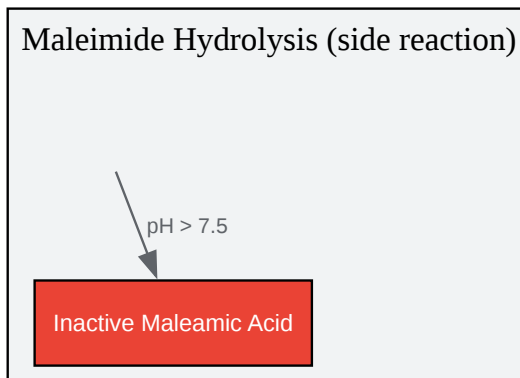 Maleimide Hydrolysis (side reaction)
pH > 7.5
Inactive Maleamic Acid